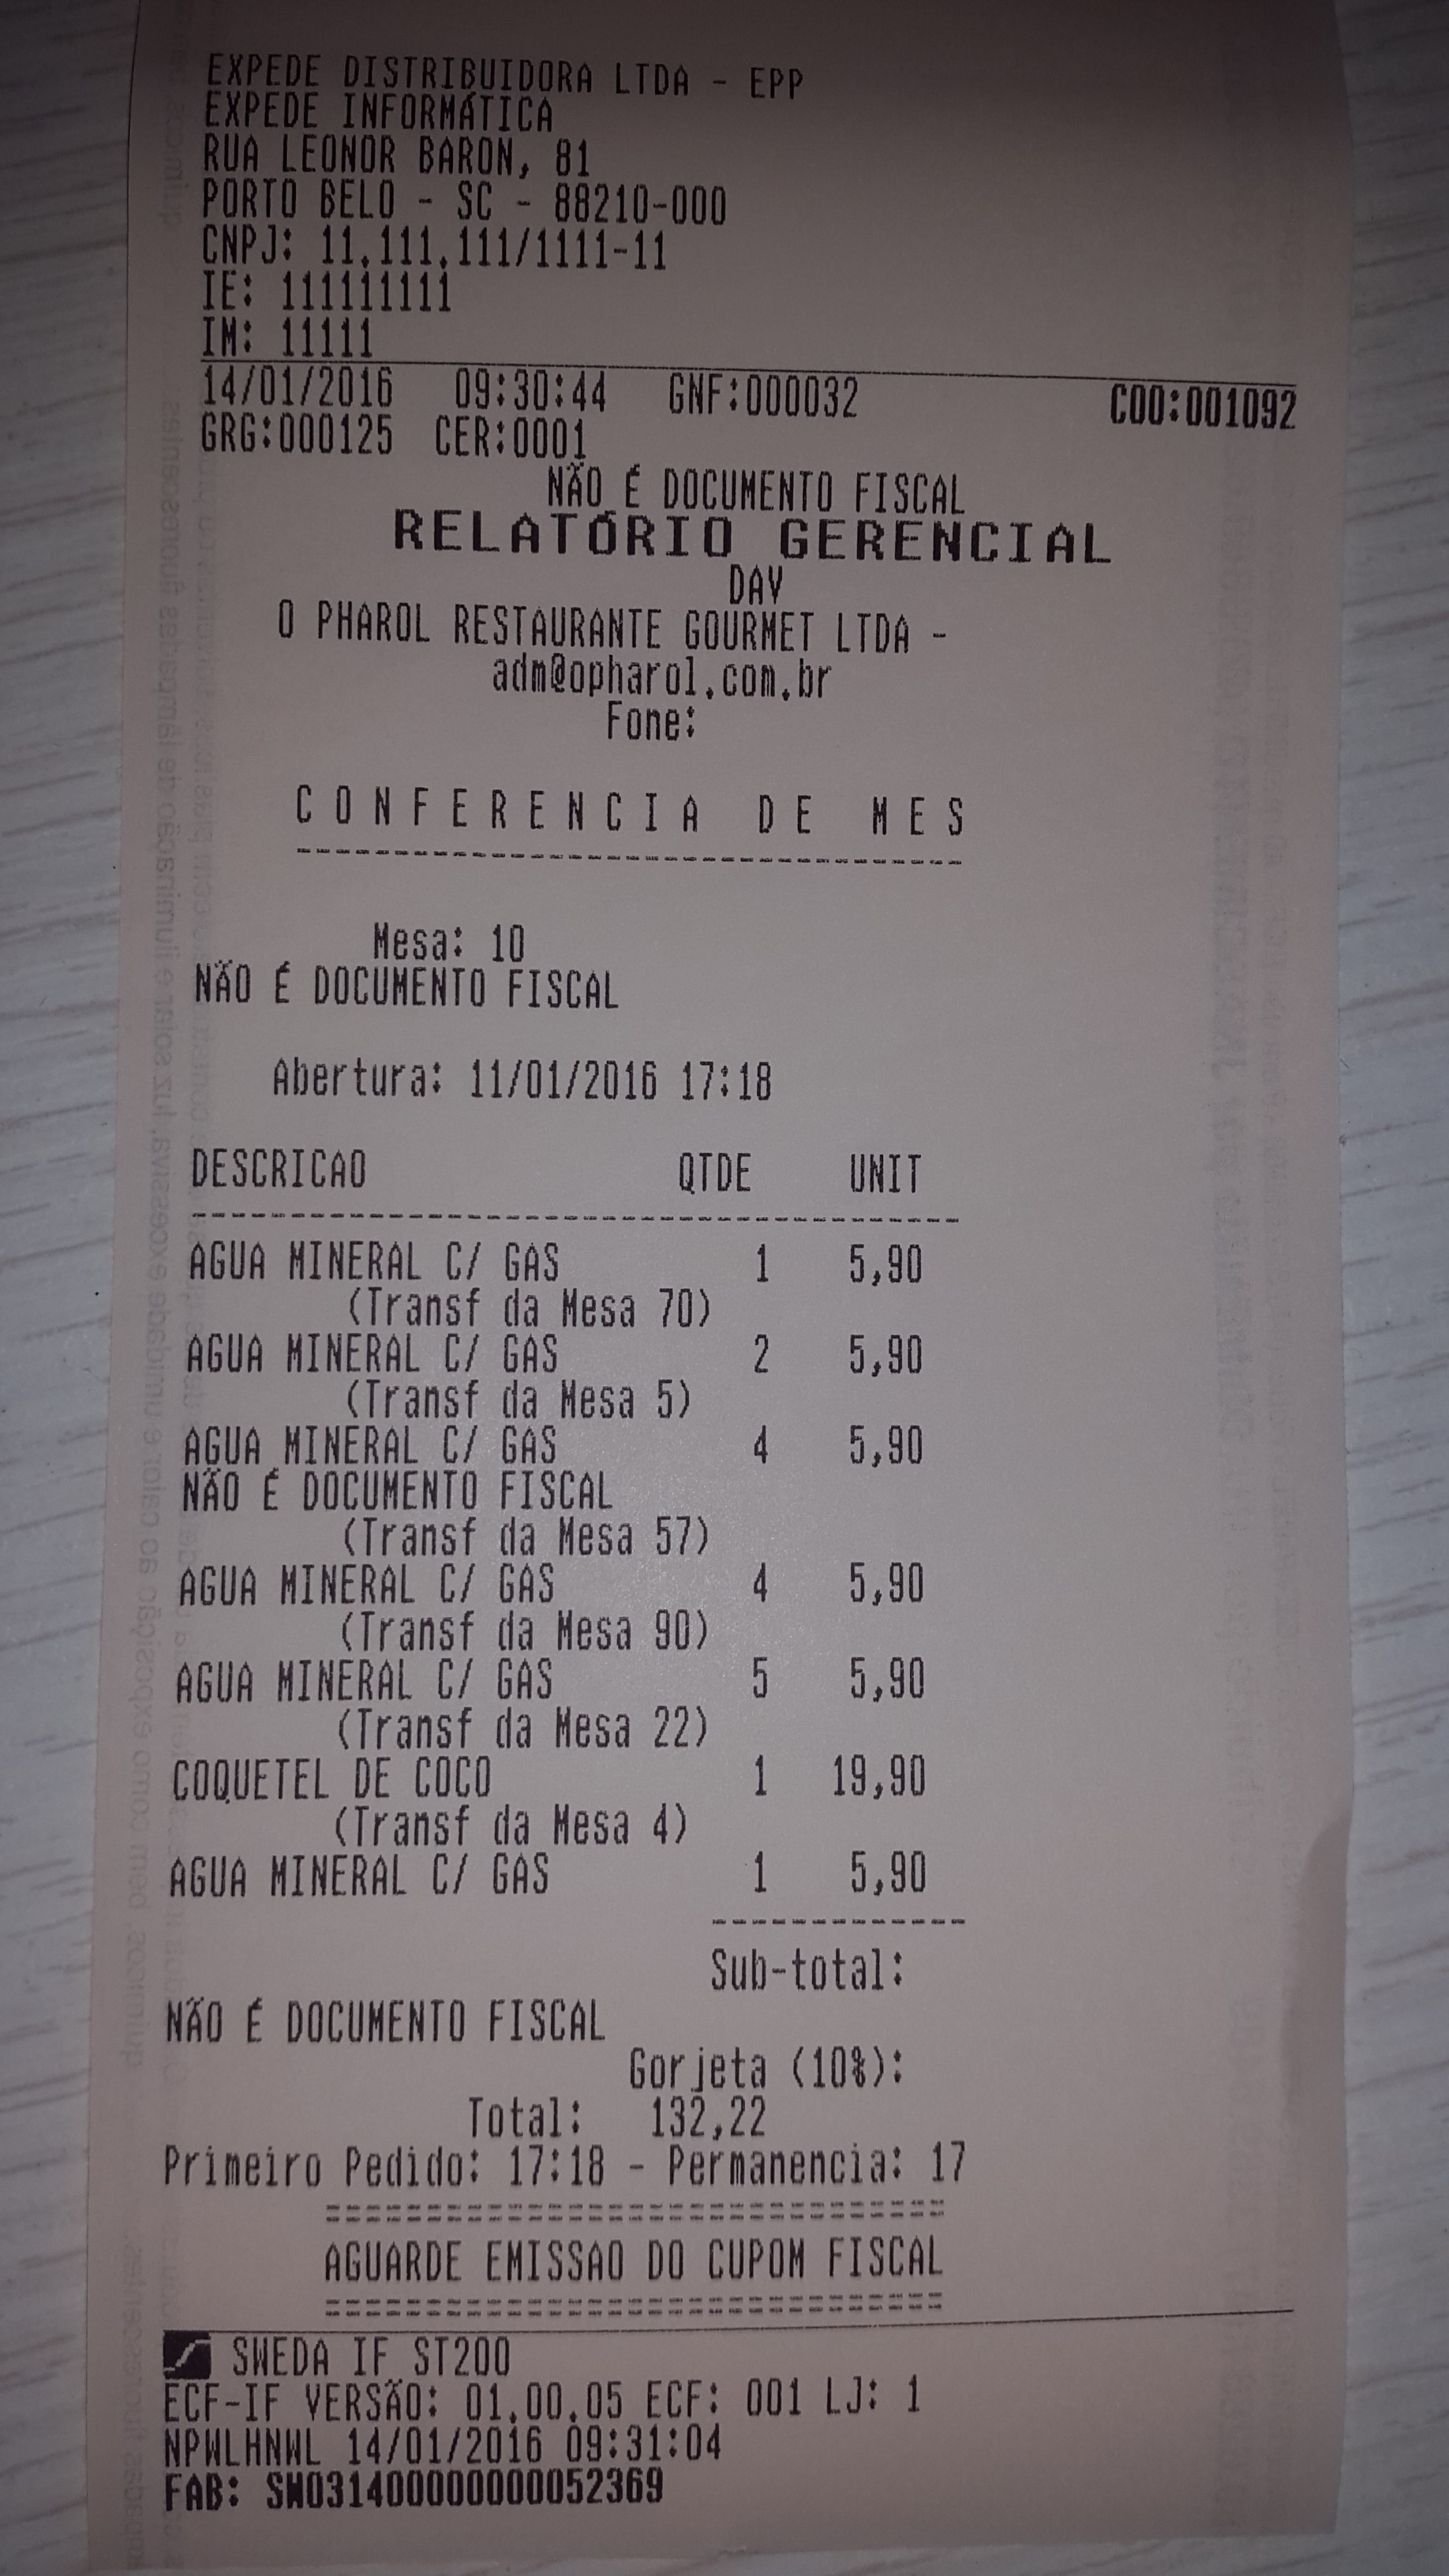 EXPEDE DISTRIBUIDORA LTDA - EPP
EXPEDE INFORMÁTICA
RUA LEONOR BARON, 81
PORTO BELO - SC - 88210-000
CNPJ: 11.111.111/1111-11
IE: 111111111
IM: 11111
14/01/2016 09:30:44 GNF:000032 COO:001092
GRG:000125 CER:0001
NÃO É DOCUMENTO FISCAL
RELATÓRIO GERENCIAL
DAV
O PHAROL RESTAURANTE GOURMET LTDA -
adm@opharol.com.br
Fone:
C O N F E R E N C I A D E M E S
----------------------------------
Mesa: 10
NÃO É DOCUMENTO FISCAL
Abertura: 11/01/2016 17:18
DESCRICAO QTDE UNIT
---------------------------------------
AGUA MINERAL C/ GAS 1 5,90
(Transf da Mesa 70)
AGUA MINERAL C/ GAS 2 5,90
(Transf da Mesa 5)
AGUA MINERAL C/ GAS 4 5,90
NÃO É DOCUMENTO FISCAL
(Transf da Mesa 57)
AGUA MINERAL C/ GAS 4 5,90
(Transf da Mesa 90)
AGUA MINERAL C/ GAS 5 5,90
(Transf da Mesa 22)
COQUETEL DE COCO 1 19,90
(Transf da Mesa 4)
AGUA MINERAL C/ GAS 1 5,90
-------------
Sub-total:
NÃO É DOCUMENTO FISCAL
Gorjeta (10%):
Total: 132,22
Primeiro Pedido: 17:18 - Permanencia: 17
===============================
AGUARDE EMISSAO DO CUPOM FISCAL
===============================
SWEDA IF ST200
ECF-IF VERSÃO: 01.00.05 ECF: 001 LJ: 1
NPWLHNWL 14/01/2016 09:31:04
FAB: SW031400000000052369